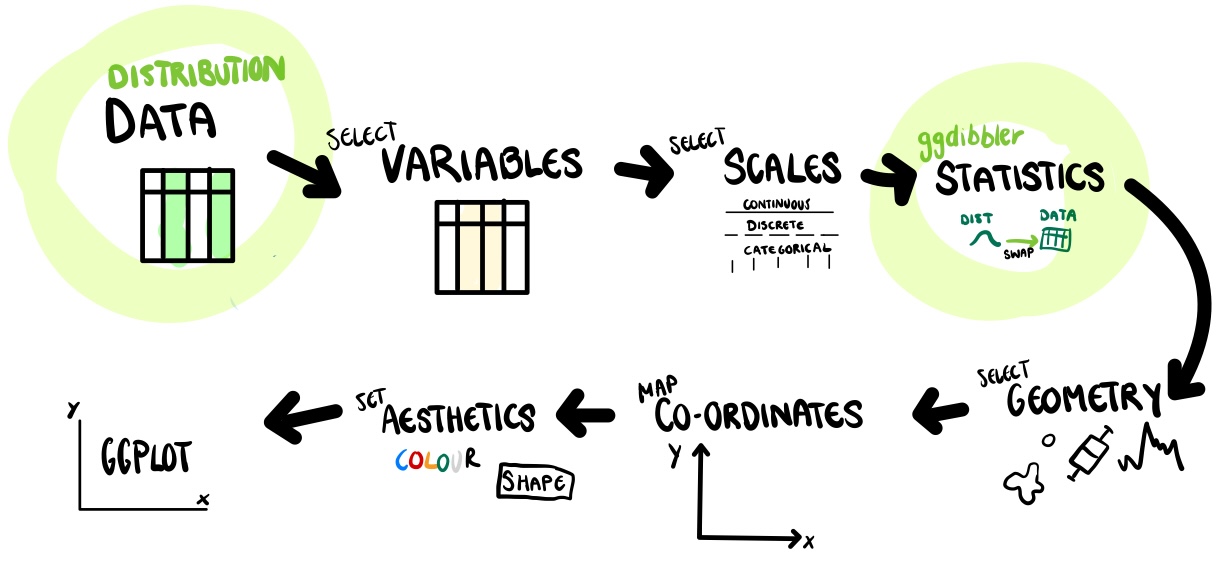 DISTRIBUTION
DATA
SELECT
VARIABLES
SELECT
SCALES
CONTINUOUS
DISCRETE
CATEGORICAL
ggdibbler
STATISTICS
DIST
DATA
SWAP
SELECT
GEOMETRY
MAP
CO-ORDINATES
Y
X
SET
AESTHETICS
COLOUR
SHAPE
Y
GGPLOT
X